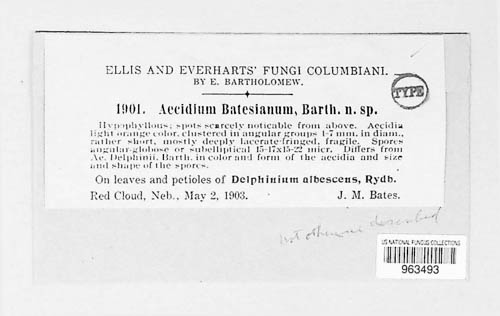 ELLIS AND EVERHARTS' FUNGI COLUMBIANI.
BY E. BARTHOLOMEW.
TYPE
1901. Aecidium Batesianum, Barth. n. sp.
Hypophyllous; spots scarcely noticable from above. Aecidia
light orange color, clustered in angular groups 1-7 mm. in diam.,
rather short, mostly deeply lacerate-fringed, fragile. Spores
angular-globose or subelliptical 15-17x15-22 micr. Differs from
Ae. Delphinii, Barth. in color and form of the aecidia and size
and shape of the spores.
On leaves and petioles of Delphinium albescens, Rydb.
Red Cloud, Neb., May 2, 1903. J. M. Bates.
not otherwise described
US NATIONAL FUNGUS COLLECTIONS
963493